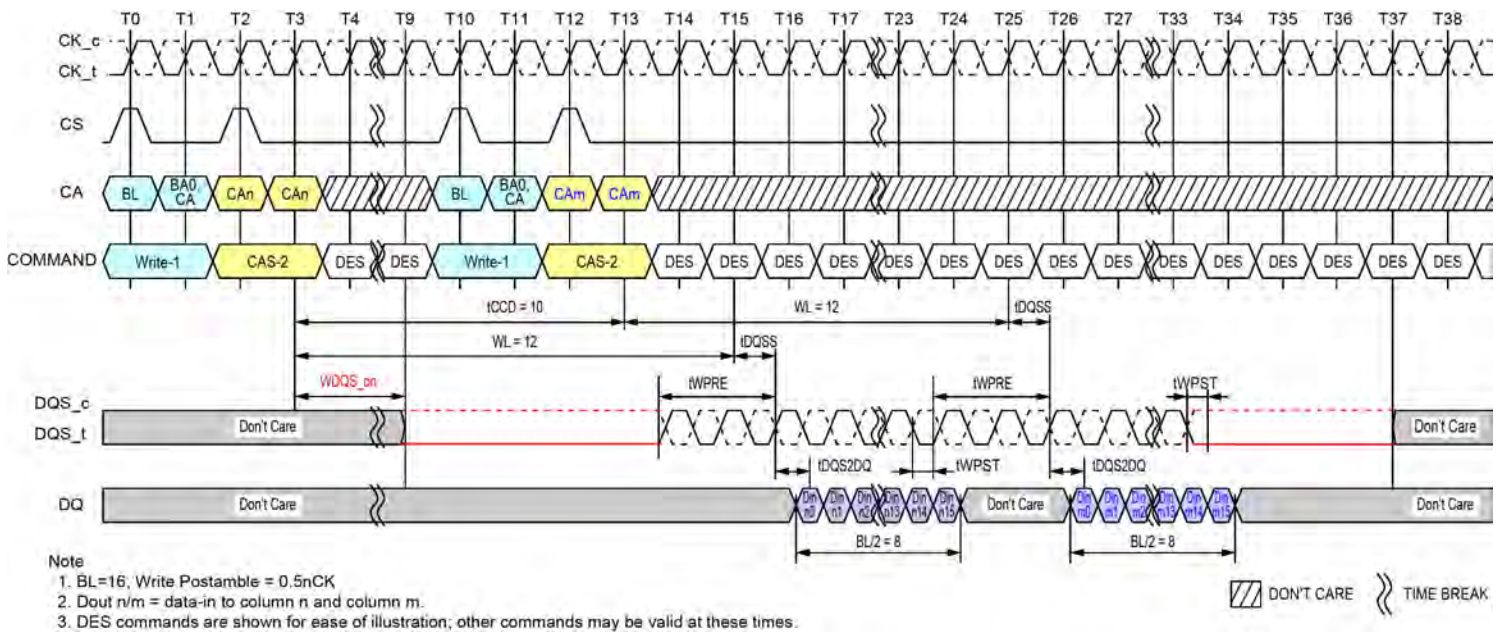 T0 T1 T2 T4 T9 T10 T11 T12 T13 T14 T15 T16 T17 T23 T24 T25 T26 T27 T33 T34 T35 T36 T37 T38
CK_c
CK_t
CS
CA BL BA0, CA CAn CAn BL BA0, CA CAm CAm
COMMAND Write-1 CAS-2 DES DES Write-1 CAS-2 DES DES DES DES DES DES DES DES DES DES DES DES DES DES DES
tCCD = 10 WL = 12 tDQSS
WL = 12 tDQSS
WDQS_on tWPRE tWPRE tWPST
DQS_c
DQS_t Don't Care Don't Care
tDQS2DQ tWPST tDQS2DQ
DQ Don't Care Din n0 Din n1 Din n2 Din n13 Din n14 Din n15 Don't Care Din m0 Din m1 Din m2 Din m13 Din m14 Din m15 Don't Care
BL/2 = 8 BL/2 = 8
Note
1. BL=16, Write Postamble = 0.5nCK
2. Dout n/m = data-in to column n and column m.
3. DES commands are shown for ease of illustration; other commands may be valid at these times.
DON'T CARE TIME BREAK